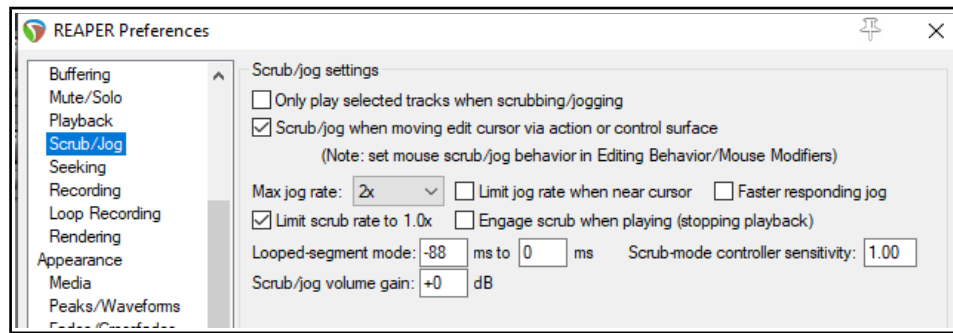 REAPER Preferences
Buffering
Mute/Solo
Playback
Scrub/Jog
Seeking
Recording
Loop Recording
Rendering
Appearance
Media
Peaks/Waveforms
Scrub/jog settings
Only play selected tracks when scrubbing/jogging
Scrub/jog when moving edit cursor via action or control surface
(Note: set mouse scrub/jog behavior in Editing Behavior/Mouse Modifiers)
Max jog rate: 2x Limit jog rate when near cursor Faster responding jog
Limit scrub rate to 1.0x Engage scrub when playing (stopping playback)
Looped-segment mode: -88 ms to 0 ms Scrub-mode controller sensitivity: 1.00
Scrub/jog volume gain: +0 dB